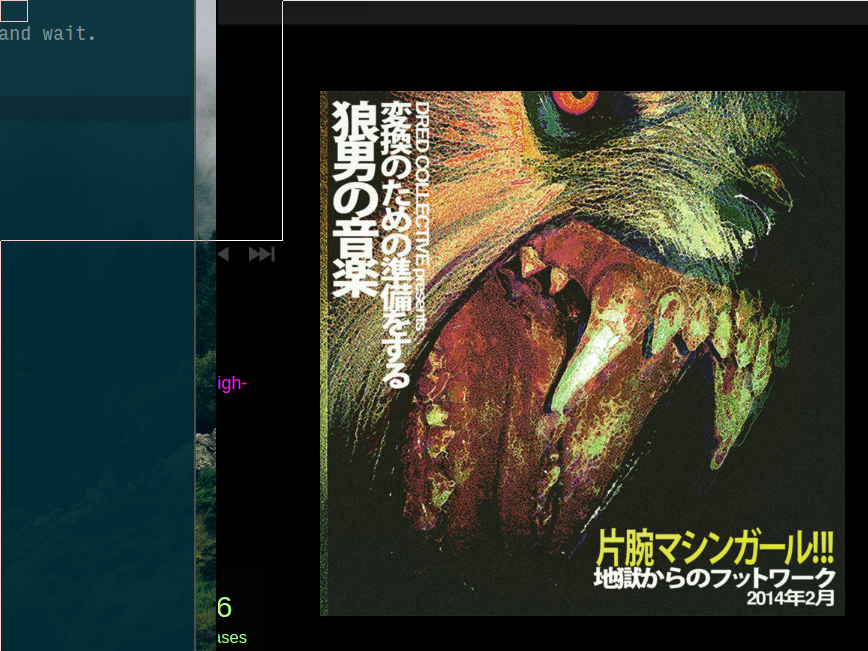 and wait.
igh-
6
ases
狼男の音楽
変換のための準備をする
DRED COLLECTIVE presents
片腕マシンガール!!!
地獄からのフットワーク
2014年2月